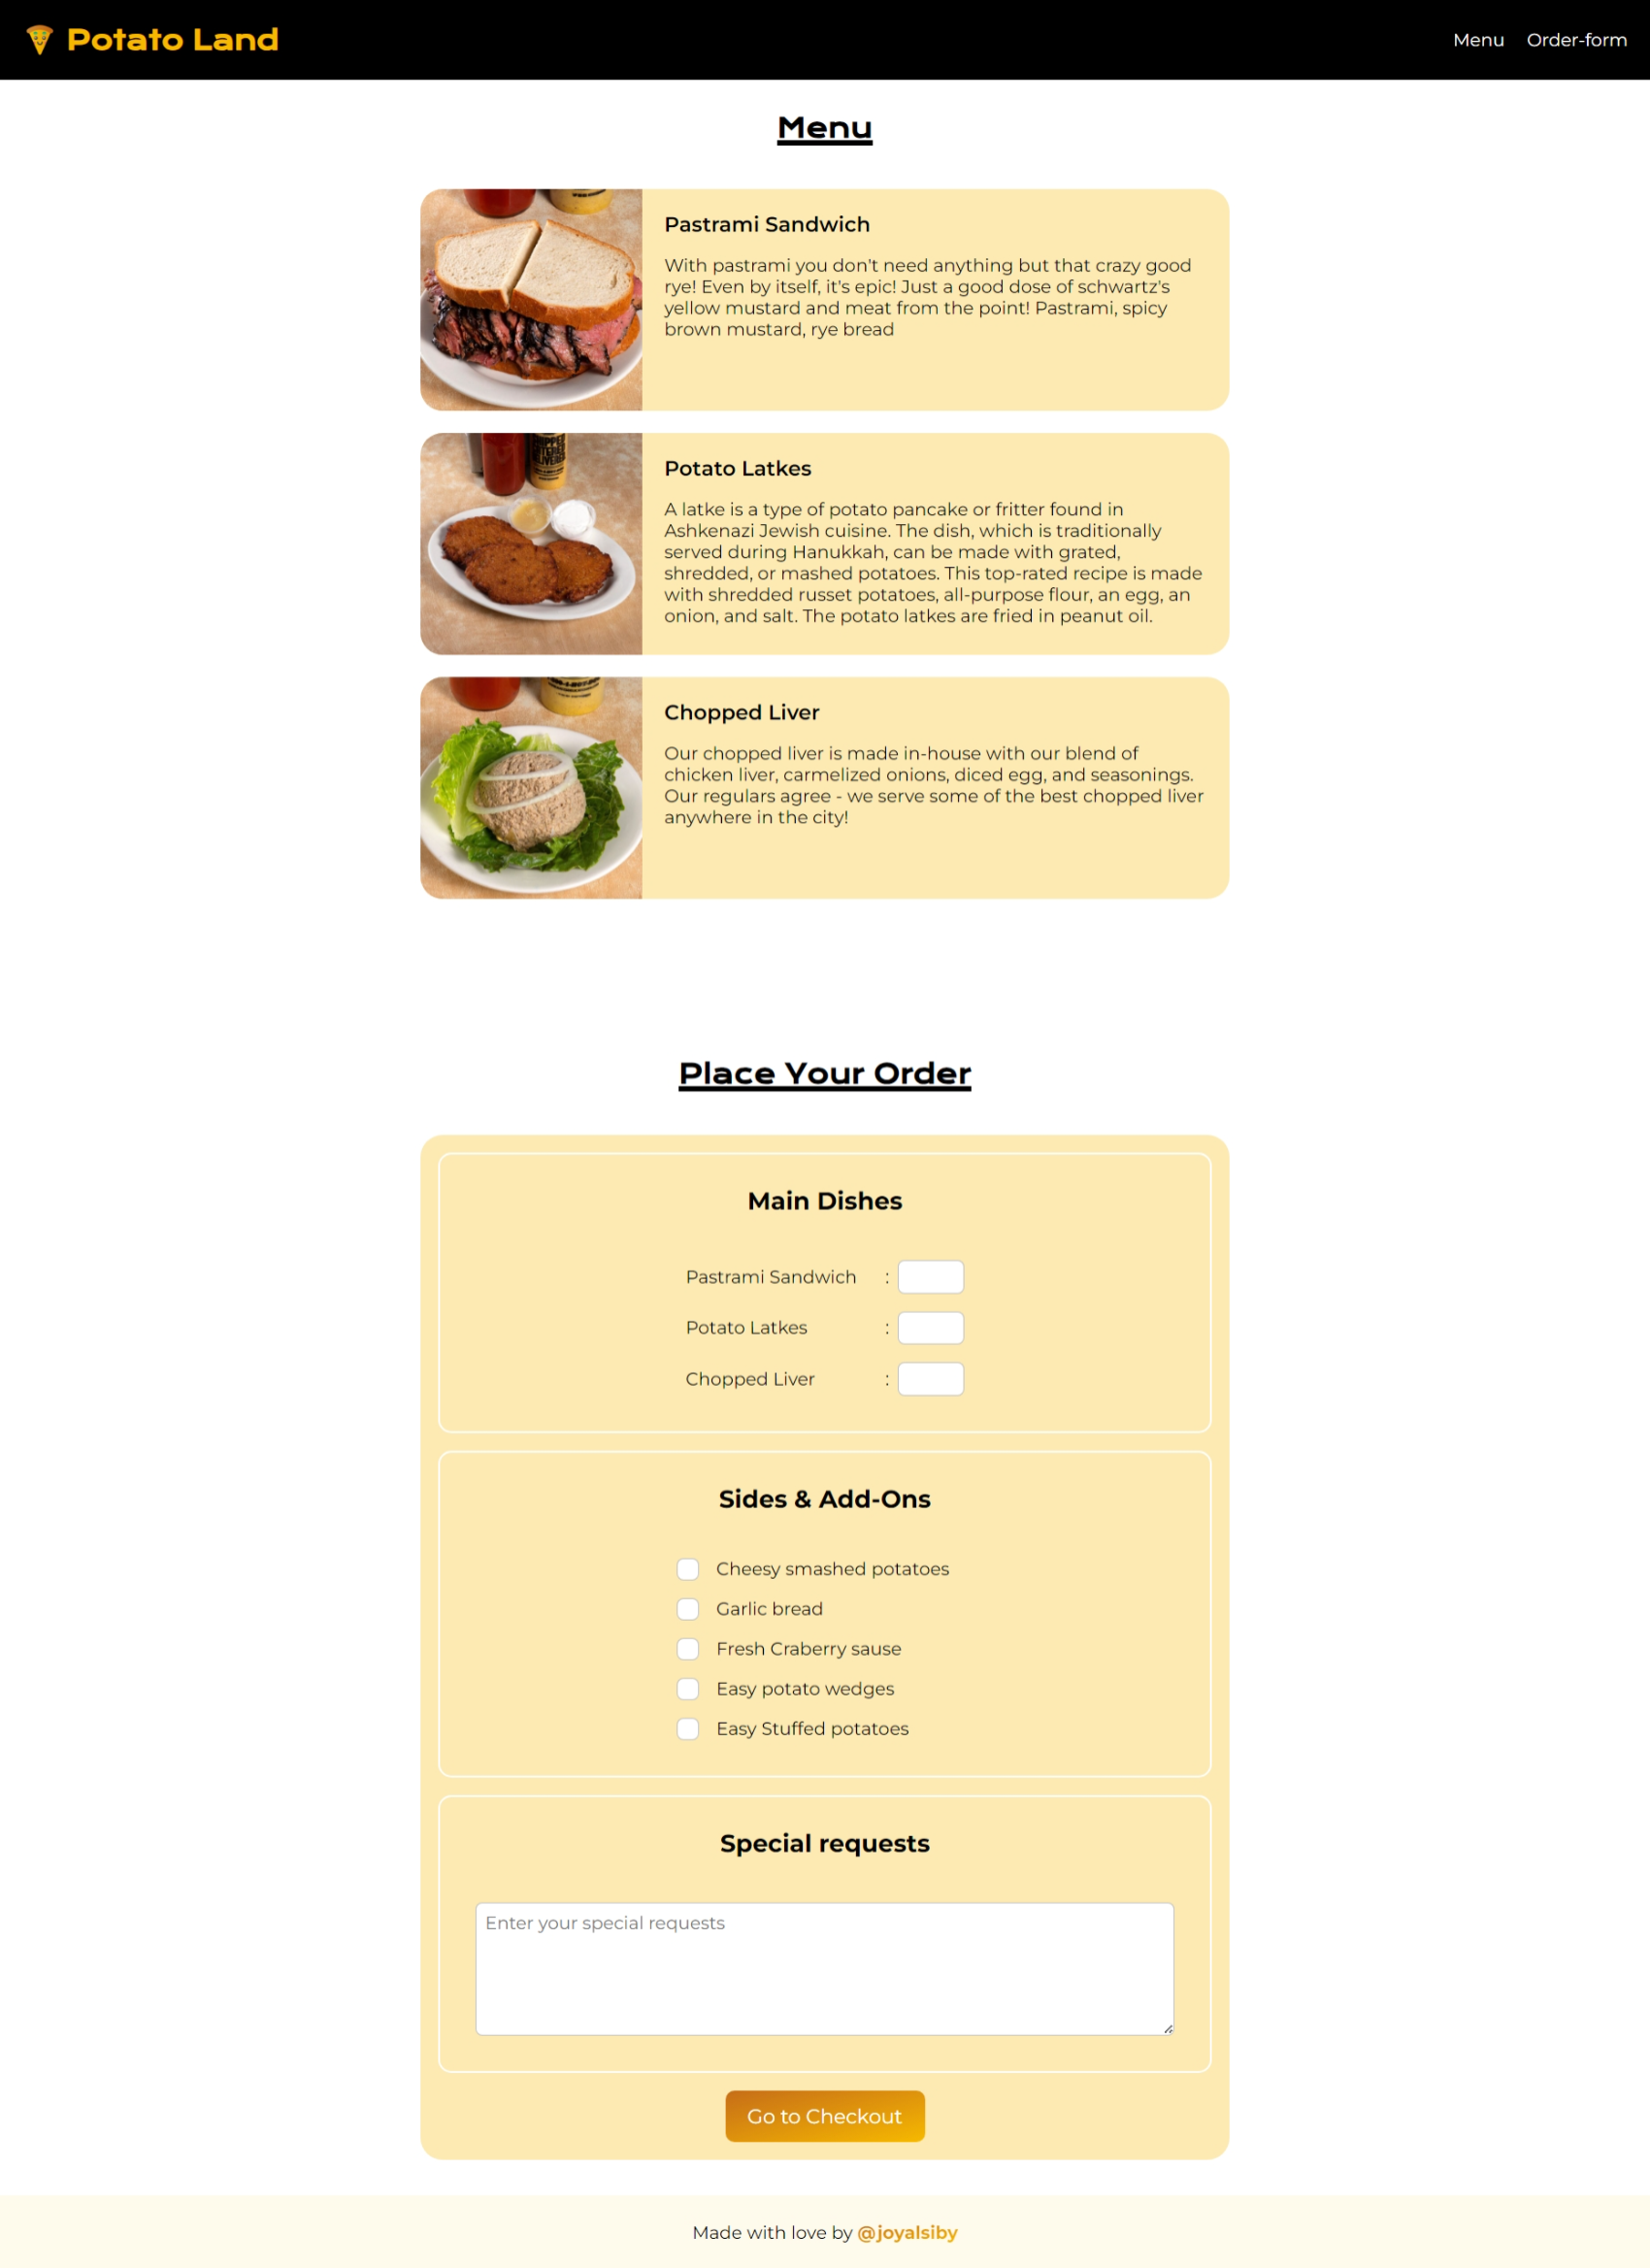 Potato Land
Menu Order-form
Menu
Pastrami Sandwich
With pastrami you don't need anything but that crazy good
rye! Even by itself, it's epic! Just a good dose of schwartz's
yellow mustard and meat from the point! Pastrami, spicy
brown mustard, rye bread
Potato Latkes
A latke is a type of potato pancake or fritter found in
Ashkenazi Jewish cuisine. The dish, which is traditionally
served during Hanukkah, can be made with grated,
shredded, or mashed potatoes. This top-rated recipe is made
with shredded russet potatoes, all-purpose flour, an egg, an
onion, and salt. The potato latkes are fried in peanut oil.
Chopped Liver
Our chopped liver is made in-house with our blend of
chicken liver, carmelized onions, diced egg, and seasonings.
Our regulars agree - we serve some of the best chopped liver
anywhere in the city!
Place Your Order
Main Dishes
Pastrami Sandwich :
Potato Latkes :
Chopped Liver :
Sides & Add-Ons
Cheesy smashed potatoes
Garlic bread
Fresh Craberry sause
Easy potato wedges
Easy Stuffed potatoes
Special requests
Enter your special requests
Go to Checkout
Made with love by @joyalsiby